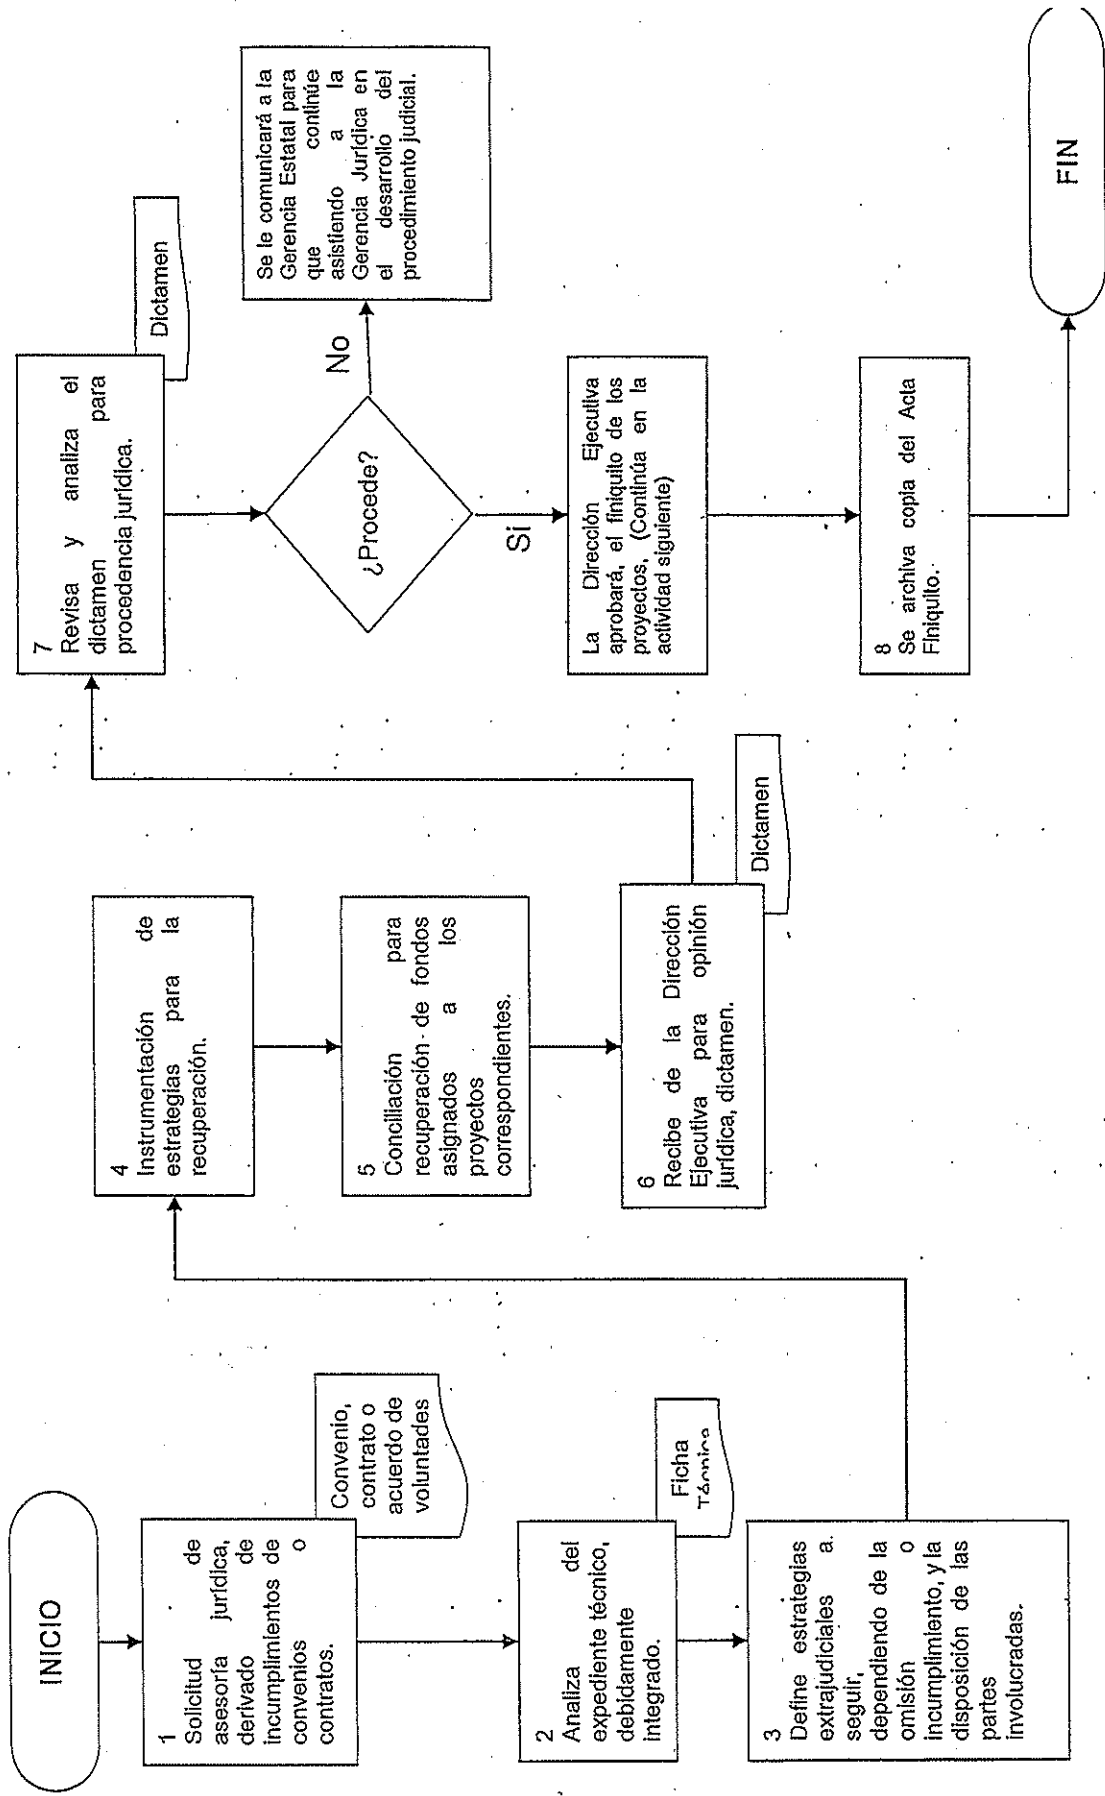 INICIO
1
Solicitud de
asesoría jurídica,
derivado de
incumplimientos de
convenios o
contratos.
Convenio,
contrato o
acuerdo de
voluntades
2
Analiza del
expediente técnico,
debidamente
integrado.
Ficha
3
Define estrategias
extrajudiciales a
seguir,
dependiendo de la
omisión o
incumplimiento, y la
disposición de las
partes
involucradas.
4
Instrumentación de
estrategias para la
recuperación.
5
Conciliación para
recuperación de fondos
asignados a los
proyectos
correspondientes.
6
Recibe de la Dirección
Ejecutiva para opinión
jurídica, dictamen.
Dictamen
7
Revisa y analiza el
dictamen para
procedencia jurídica.
Dictamen
¿Procede?
No
Se le comunicará a la
Gerencia Estatal para
que continúe
asistiendo a la
Gerencia Jurídica en
el desarrollo del
procedimiento judicial.
Si
La Dirección Ejecutiva
aprobará, el finiquito de los
proyectos, (Continúa en la
actividad siguiente)
8
Se archiva copia del Acta
Finiquito.
FIN